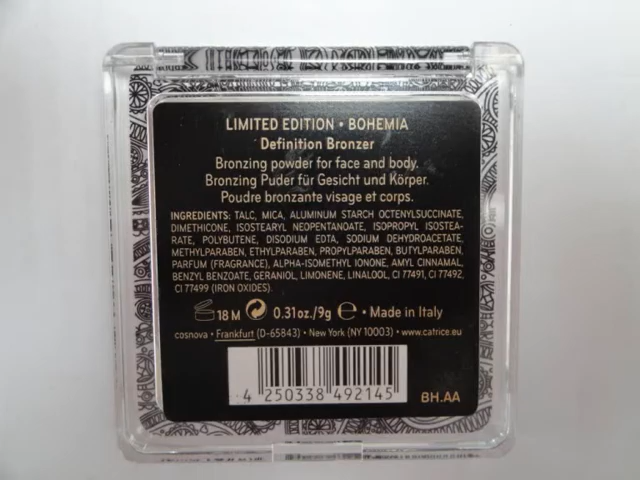 LIMITED EDITION • BOHEMIA
Definition Bronzer
Bronzing powder for face and body.
Bronzing Puder für Gesicht und Körper.
Poudre bronzante visage et corps.
INGREDIENTS: TALC, MICA, ALUMINUM STARCH OCTENYLSUCCINATE,
DIMETHICONE, ISOSTEARYL NEOPENTANOATE, ISOPROPYL ISOSTEA-
RATE, POLYBUTENE, DISODIUM EDTA, SODIUM DEHYDROACETATE,
METHYLPARABEN, ETHYLPARABEN, PROPYLPARABEN, BUTYLPARABEN,
PARFUM (FRAGRANCE), ALPHA-ISOMETHYL IONONE, AMYL CINNAMAL,
BENZYL BENZOATE, GERANIOL, LIMONENE, LINALOOL, CI 77491, CI 77492,
CI 77499 (IRON OXIDES).
18 M 0.31oz./9g e • Made in Italy
cosnova • Frankfurt (D-65843) • New York (NY 10003) • www.catrice.eu
4 250338 492145
BH.AA